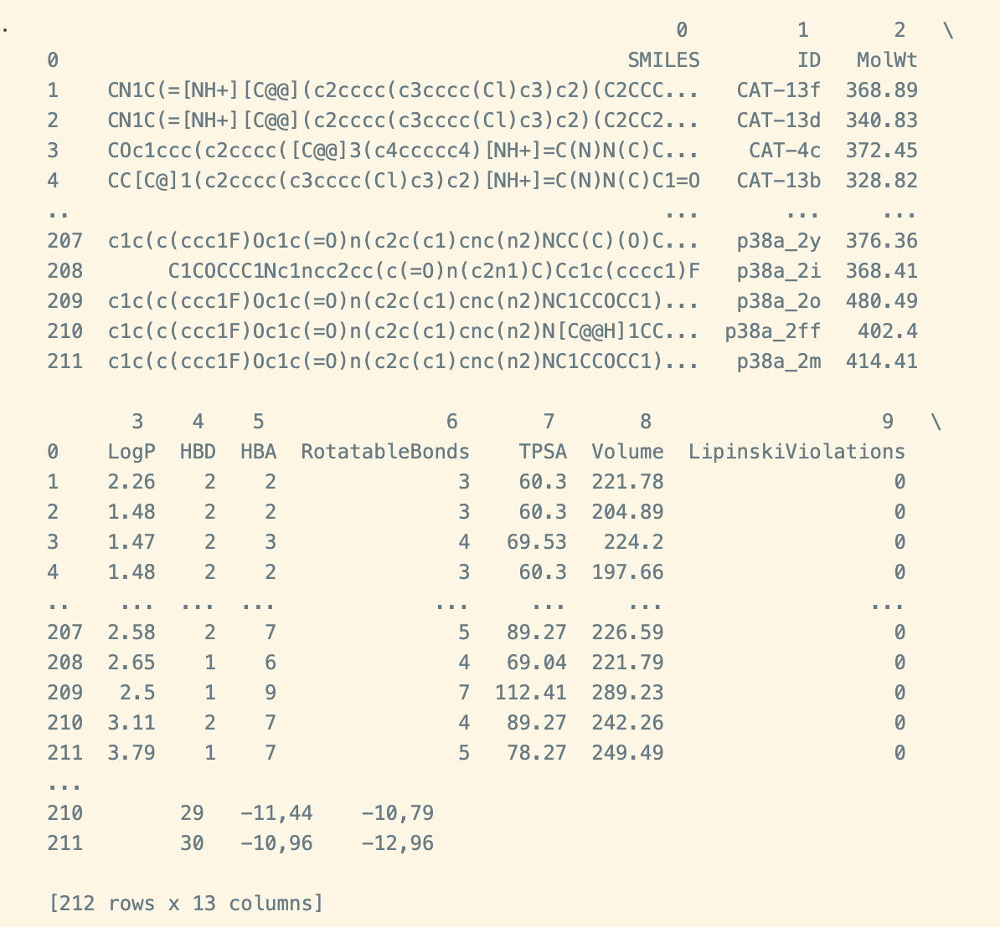 0 1 2 \
0 SMILES ID MolWt
1 CN1C(=[NH+][C@@](c2cccc(c3cccc(Cl)c3)c2)(C2CCC... CAT-13f 368.89
2 CN1C(=[NH+][C@@](c2cccc(c3cccc(Cl)c3)c2)(C2CC2... CAT-13d 340.83
3 COc1ccc(c2cccc([C@@]3(c4ccccc4)[NH+]=C(N)N(C)C... CAT-4c 372.45
4 CC[C@]1(c2cccc(c3cccc(Cl)c3)c2)[NH+]=C(N)N(C)C1=O CAT-13b 328.82
.. ... ... ...
207 c1c(c(ccc1F)Oc1c(=O)n(c2c(c1)cnc(n2)NCC(C)(O)C... p38a_2y 376.36
208 C1COCCC1Nc1ncc2cc(c(=O)n(c2n1)C)Cc1c(cccc1)F p38a_2i 368.41
209 c1c(c(ccc1F)Oc1c(=O)n(c2c(c1)cnc(n2)NC1CCOCC1)... p38a_2o 480.49
210 c1c(c(ccc1F)Oc1c(=O)n(c2c(c1)cnc(n2)N[C@@H]1CC... p38a_2ff 402.4
211 c1c(c(ccc1F)Oc1c(=O)n(c2c(c1)cnc(n2)NC1CCOCC1)... p38a_2m 414.41
3 4 5 6 7 8 9 \
0 LogP HBD HBA RotatableBonds TPSA Volume LipinskiViolations
1 2.26 2 2 3 60.3 221.78 0
2 1.48 2 2 3 60.3 204.89 0
3 1.47 2 3 4 69.53 224.2 0
4 1.48 2 2 3 60.3 197.66 0
.. ... ... ... ... ... ... ...
207 2.58 2 7 5 89.27 226.59 0
208 2.65 1 6 4 69.04 221.79 0
209 2.5 1 9 7 112.41 289.23 0
210 3.11 2 7 4 89.27 242.26 0
211 3.79 1 7 5 78.27 249.49 0
...
210 29 -11,44 -10,79
211 30 -10,96 -12,96
[212 rows x 13 columns]